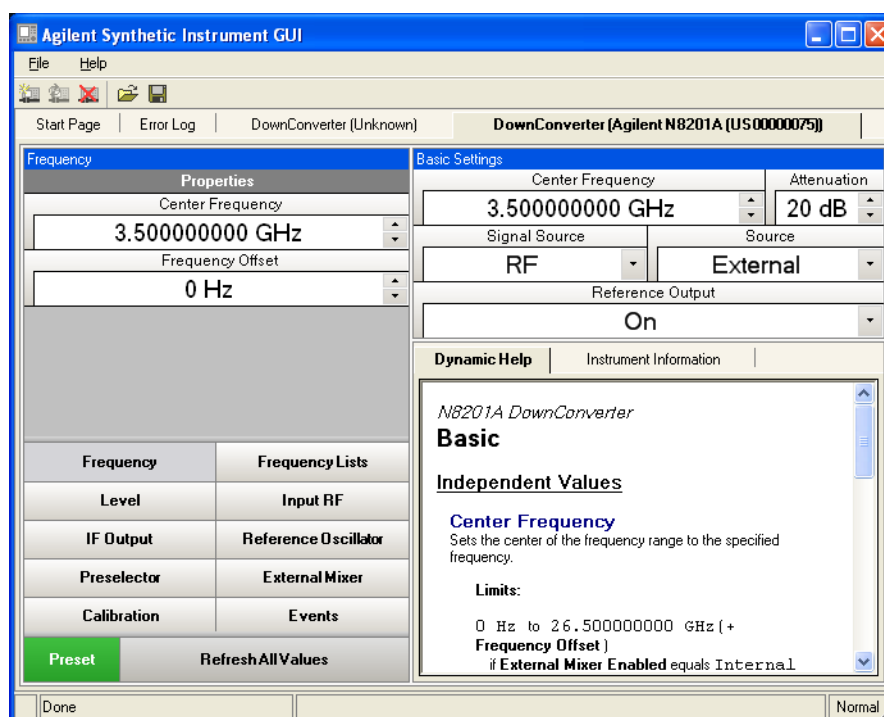 Agilent Synthetic Instrument GUI
File Help
Start Page Error Log DownConverter (Unknown) DownConverter (Agilent N8201A (US00000075))
Frequency
Properties
Center Frequency
3.500000000 GHz
Frequency Offset
0 Hz
Frequency Frequency Lists
Level Input RF
IF Output Reference Oscillator
Preselector External Mixer
Calibration Events
Preset Refresh All Values
Basic Settings
Center Frequency Attenuation
3.500000000 GHz 20 dB
Signal Source Source
RF External
Reference Output
On
Dynamic Help Instrument Information
N8201A DownConverter
Basic
Independent Values
Center Frequency
Sets the center of the frequency range to the specified
frequency.
Limits:
0 Hz to 26.500000000 GHz (+
Frequency Offset)
if External Mixer Enabled equals Internal
Done Normal